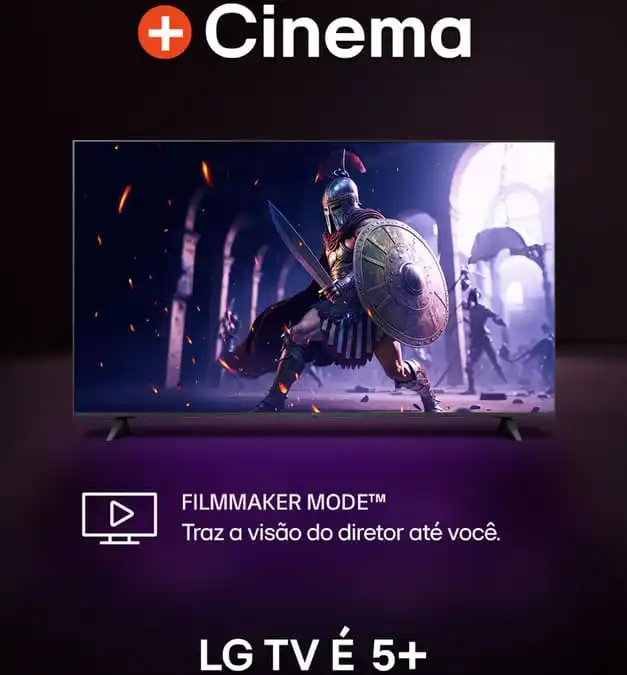 + Cinema
FILMMAKER MODE™
Traz a visão do diretor até você.
LG TV É 5+